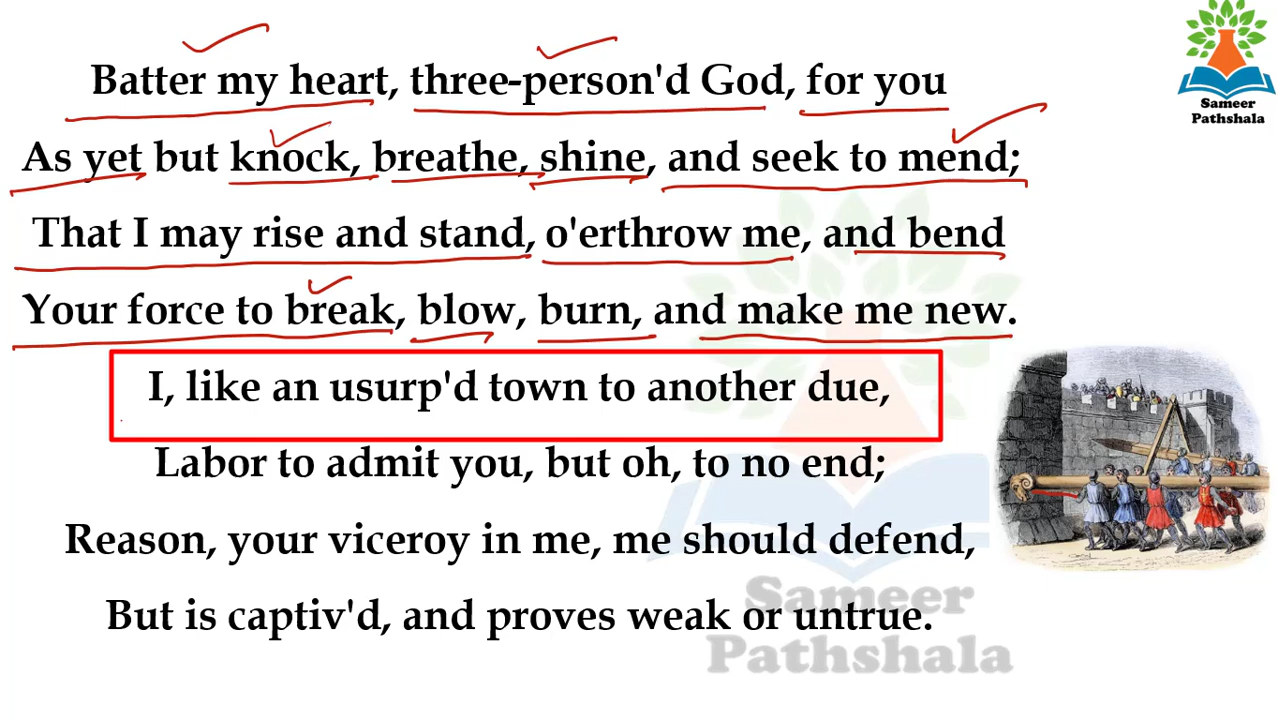 Batter my heart, three-person'd God, for you
As yet but knock, breathe, shine, and seek to mend;
That I may rise and stand, o'erthrow me, and bend
Your force to break, blow, burn, and make me new.
I, like an usurp'd town to another due,
Labor to admit you, but oh, to no end;
Reason, your viceroy in me, me should defend,
But is captiv'd, and proves weak or untrue.
Sameer
Pathshala
Sameer
Pathshala